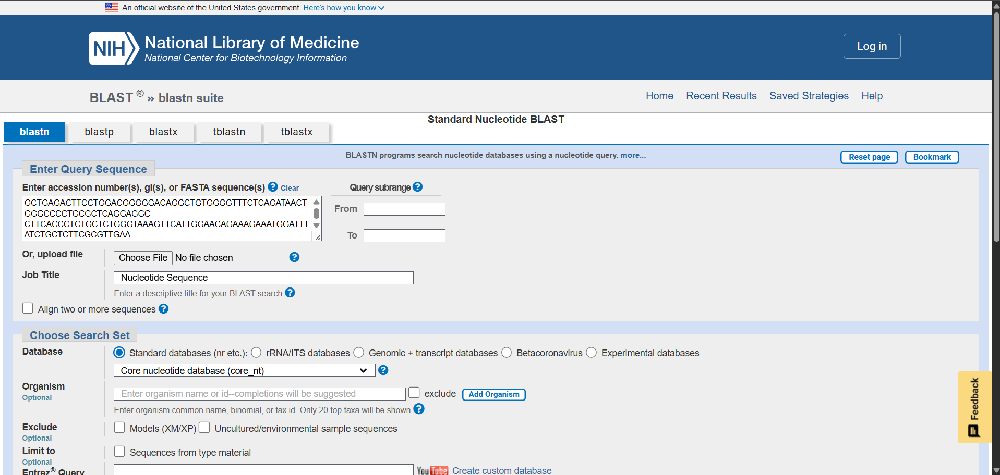 An official website of the United States government Here's how you know
NIH National Library of Medicine
National Center for Biotechnology Information
Log in
BLAST ® » blastn suite
Home Recent Results Saved Strategies Help
Standard Nucleotide BLAST
blastn blastp blastx tblastn tblastx
BLASTN programs search nucleotide databases using a nucleotide query. more...
Reset page Bookmark
Enter Query Sequence
Enter accession number(s), gi(s), or FASTA sequence(s) ? Clear
GCTGAGACTTCCTGGACGGGGGACAGGCTGTGGGGTTTCTCAGATAACT
GGGCCCCTGCGCTCAGGAGGC
CTTCACCCTCTGCTCTGGGTAAAGTTCATTGGAACAGAAAGAAATGGATTT
ATCTGCTCTTCGCGTTGAA
Query subrange ?
From
To
Or, upload file
Choose File No file chosen ?
Job Title
Nucleotide Sequence
Enter a descriptive title for your BLAST search ?
Align two or more sequences ?
Choose Search Set
Database
Standard databases (nr etc.): rRNA/ITS databases Genomic + transcript databases Betacoronavirus Experimental databases
Core nucleotide database (core_nt) ?
Organism
Optional
Enter organism name or id--completions will be suggested
exclude Add Organism
Enter organism common name, binomial, or tax id. Only 20 top taxa will be shown ?
Exclude
Optional
Models (XM/XP) Uncultured/environmental sample sequences
Limit to
Optional
Sequences from type material
Entrez® Query
YouTube Create custom database
Feedback